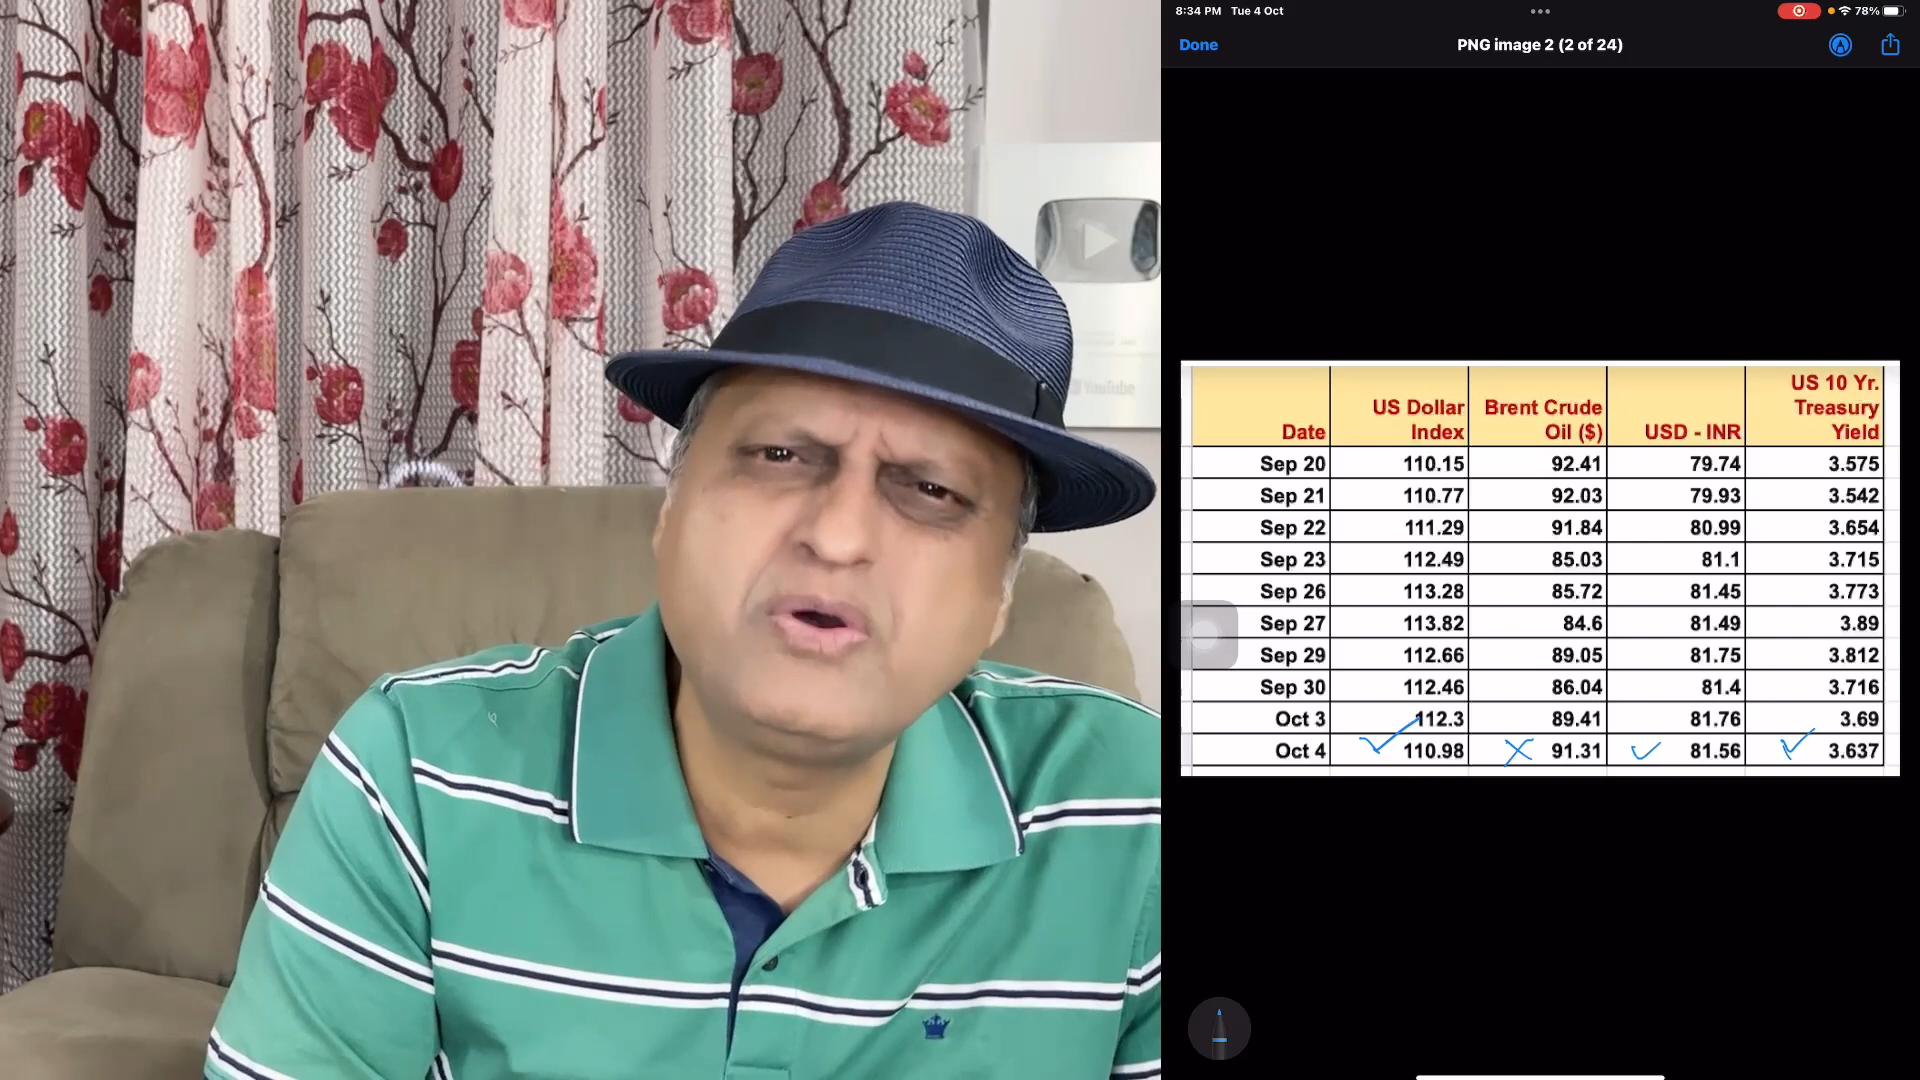 8:34 PM Tue 4 Oct
78%
Done
PNG image 2 (2 of 24)
YouTube
Date US Dollar Index Brent Crude Oil ($) USD - INR US 10 Yr. Treasury Yield
Sep 20 110.15 92.41 79.74 3.575
Sep 21 110.77 92.03 79.93 3.542
Sep 22 111.29 91.84 80.99 3.654
Sep 23 112.49 85.03 81.1 3.715
Sep 26 113.28 85.72 81.45 3.773
Sep 27 113.82 84.6 81.49 3.89
Sep 29 112.66 89.05 81.75 3.812
Sep 30 112.46 86.04 81.4 3.716
Oct 3 112.3 89.41 81.76 3.69
Oct 4 110.98 91.31 81.56 3.637